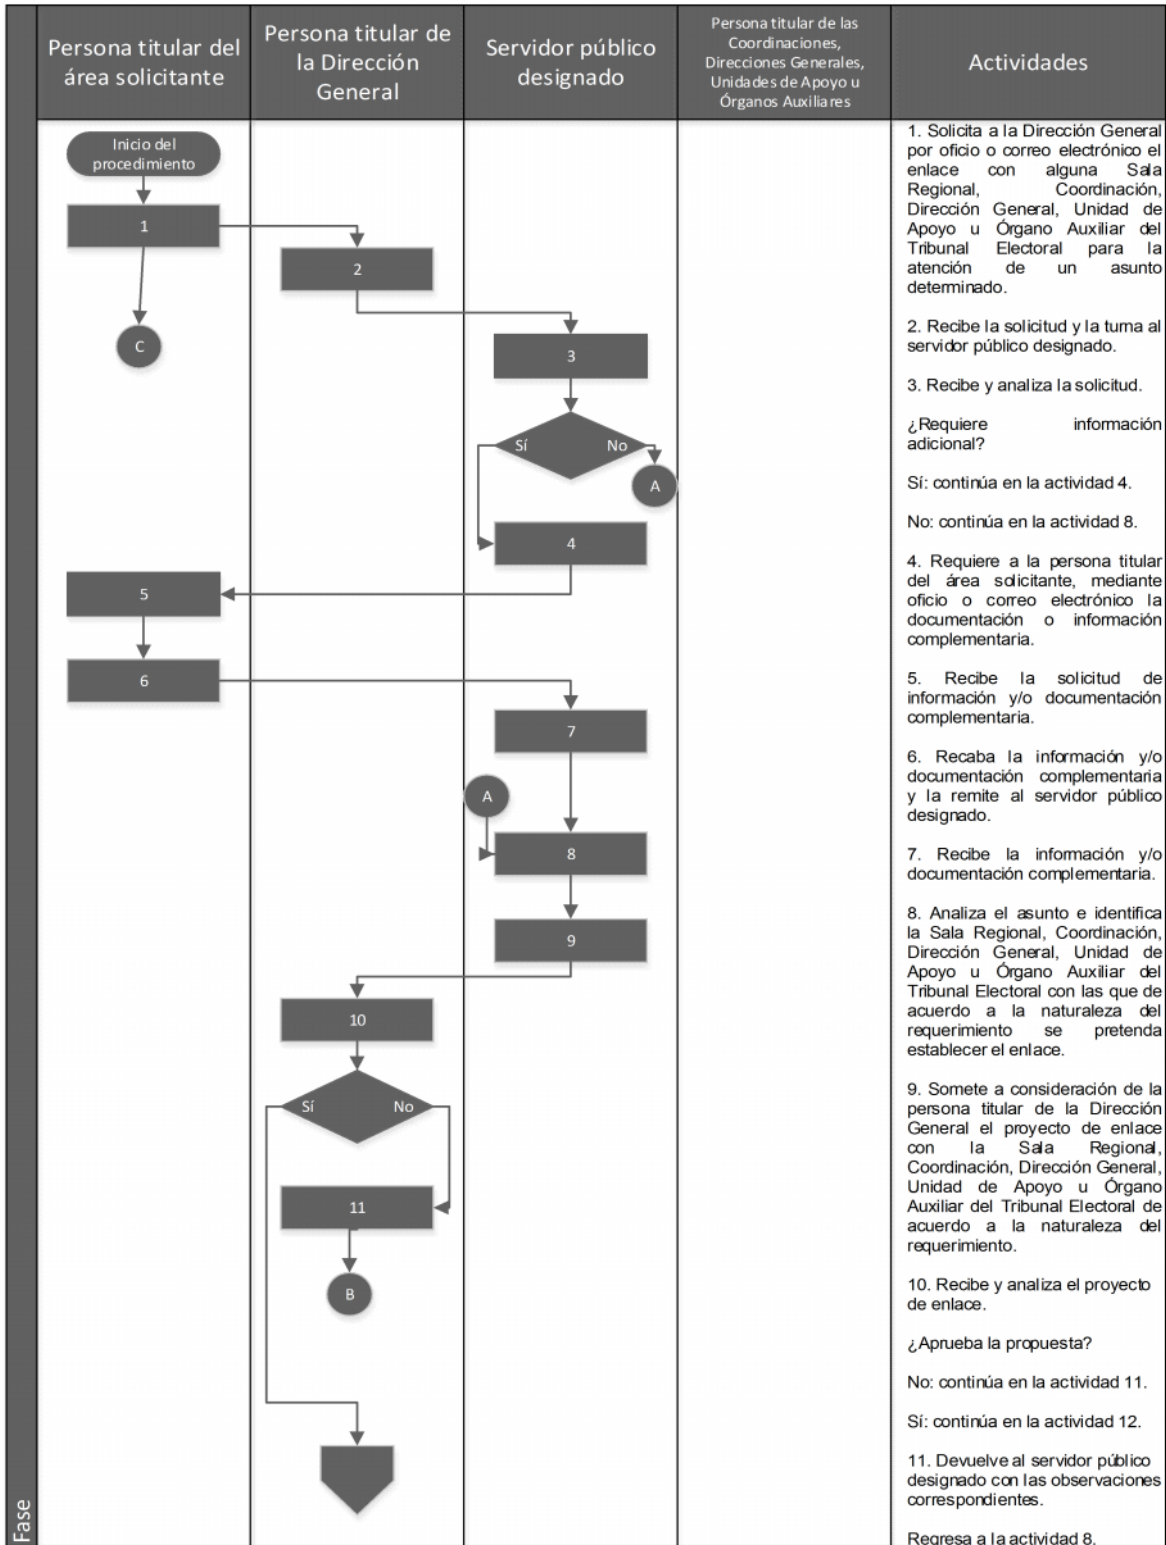 Persona titular del
área solicitante
Persona titular de
la Dirección
General
Servidor público
designado
Persona titular de las
Coordinaciones,
Direcciones Generales,
Unidades de Apoyo u
Órganos Auxiliares
Actividades
Inicio del
procedimiento
1
2
C
3
Sí
No
A
4
5
6
7
A
8
9
10
Sí
No
11
B
Fase
1. Solicita a la Dirección General
por oficio o correo electrónico el
enlace con alguna Sala
Regional, Coordinación,
Dirección General, Unidad de
Apoyo u Órgano Auxiliar del
Tribunal Electoral para la
atención de un asunto
determinado.
2. Recibe la solicitud y la turna al
servidor público designado.
3. Recibe y analiza la solicitud.
¿Requiere información
adicional?
Sí: continúa en la actividad 4.
No: continúa en la actividad 8.
4. Requiere a la persona titular
del área solicitante, mediante
oficio o correo electrónico la
documentación o información
complementaria.
5. Recibe la solicitud de
información y/o documentación
complementaria.
6. Recaba la información y/o
documentación complementaria
y la remite al servidor público
designado.
7. Recibe la información y/o
documentación complementaria.
8. Analiza el asunto e identifica
la Sala Regional, Coordinación,
Dirección General, Unidad de
Apoyo u Órgano Auxiliar del
Tribunal Electoral con las que de
acuerdo a la naturaleza del
requerimiento se pretenda
establecer el enlace.
9. Somete a consideración de la
persona titular de la Dirección
General el proyecto de enlace
con la Sala Regional,
Coordinación, Dirección General,
Unidad de Apoyo u Órgano
Auxiliar del Tribunal Electoral de
acuerdo a la naturaleza del
requerimiento.
10. Recibe y analiza el proyecto
de enlace.
¿Aprueba la propuesta?
No: continúa en la actividad 11.
Sí: continúa en la actividad 12.
11. Devuelve al servidor público
designado con las observaciones
correspondientes.
Regresa a la actividad 8.